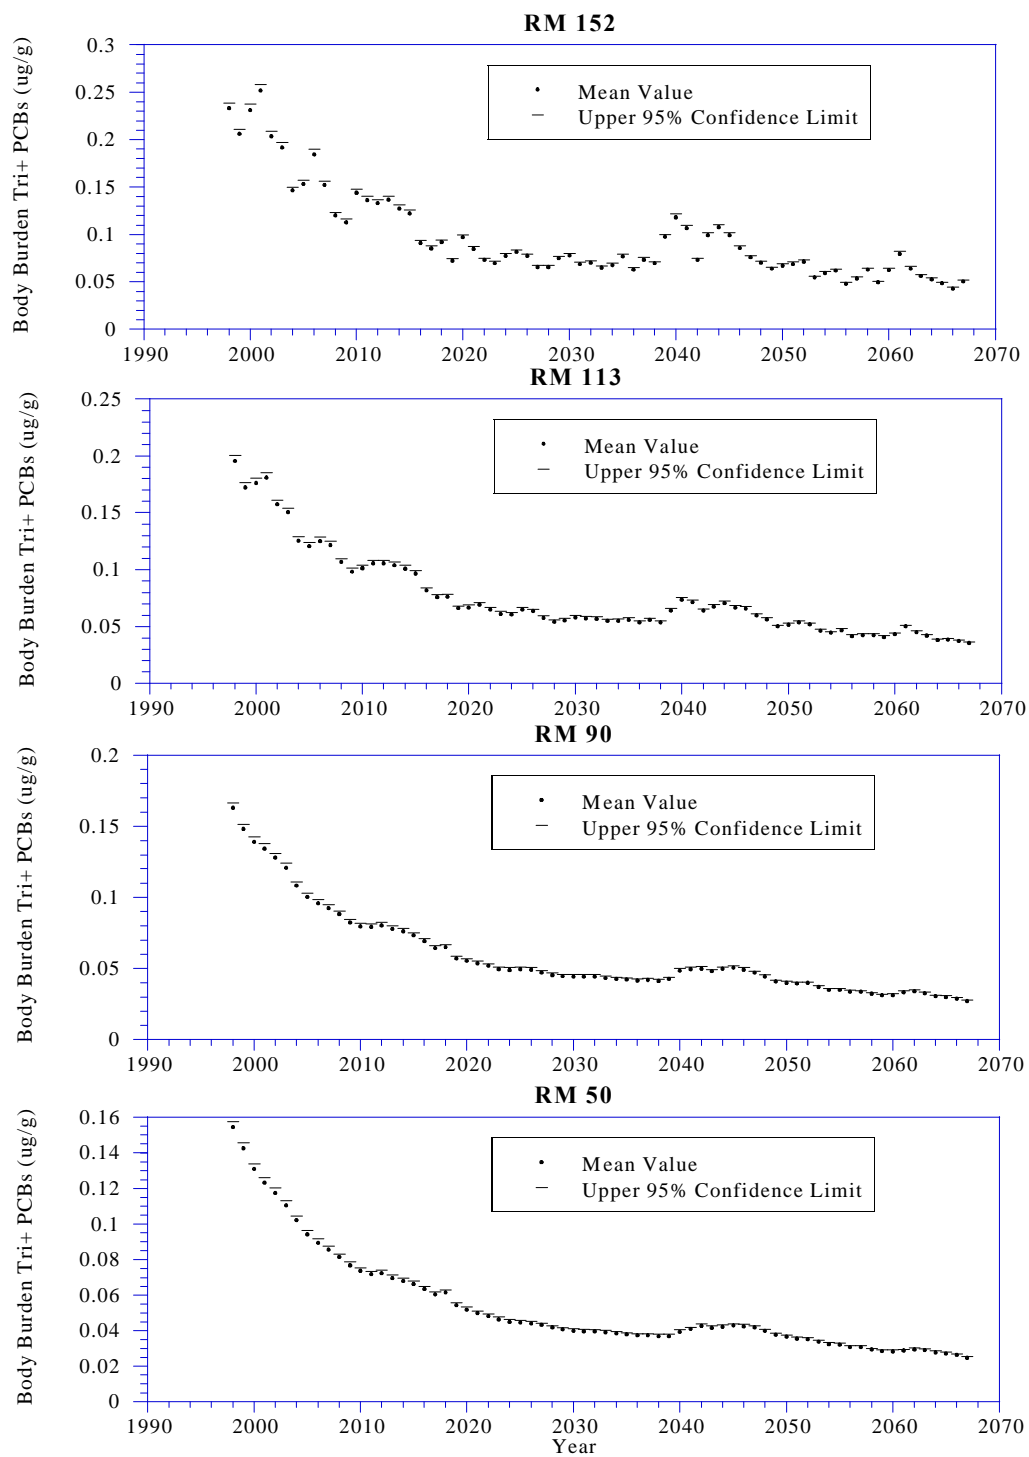 RM 152
Body Burden Tri+ PCBs (ug/g)
0.3
0.25
0.2
0.15
0.1
0.05
0
Mean Value
Upper 95% Confidence Limit
1990 2000 2010 2020 2030 2040 2050 2060 2070
RM 113
Body Burden Tri+ PCBs (ug/g)
0.25
0.2
0.15
0.1
0.05
0
Mean Value
Upper 95% Confidence Limit
1990 2000 2010 2020 2030 2040 2050 2060 2070
RM 90
Body Burden Tri+ PCBs (ug/g)
0.2
0.15
0.1
0.05
0
Mean Value
Upper 95% Confidence Limit
1990 2000 2010 2020 2030 2040 2050 2060 2070
RM 50
Body Burden Tri+ PCBs (ug/g)
0.16
0.14
0.12
0.1
0.08
0.06
0.04
0.02
0
Mean Value
Upper 95% Confidence Limit
1990 2000 2010 2020 2030 2040 2050 2060 2070
Year